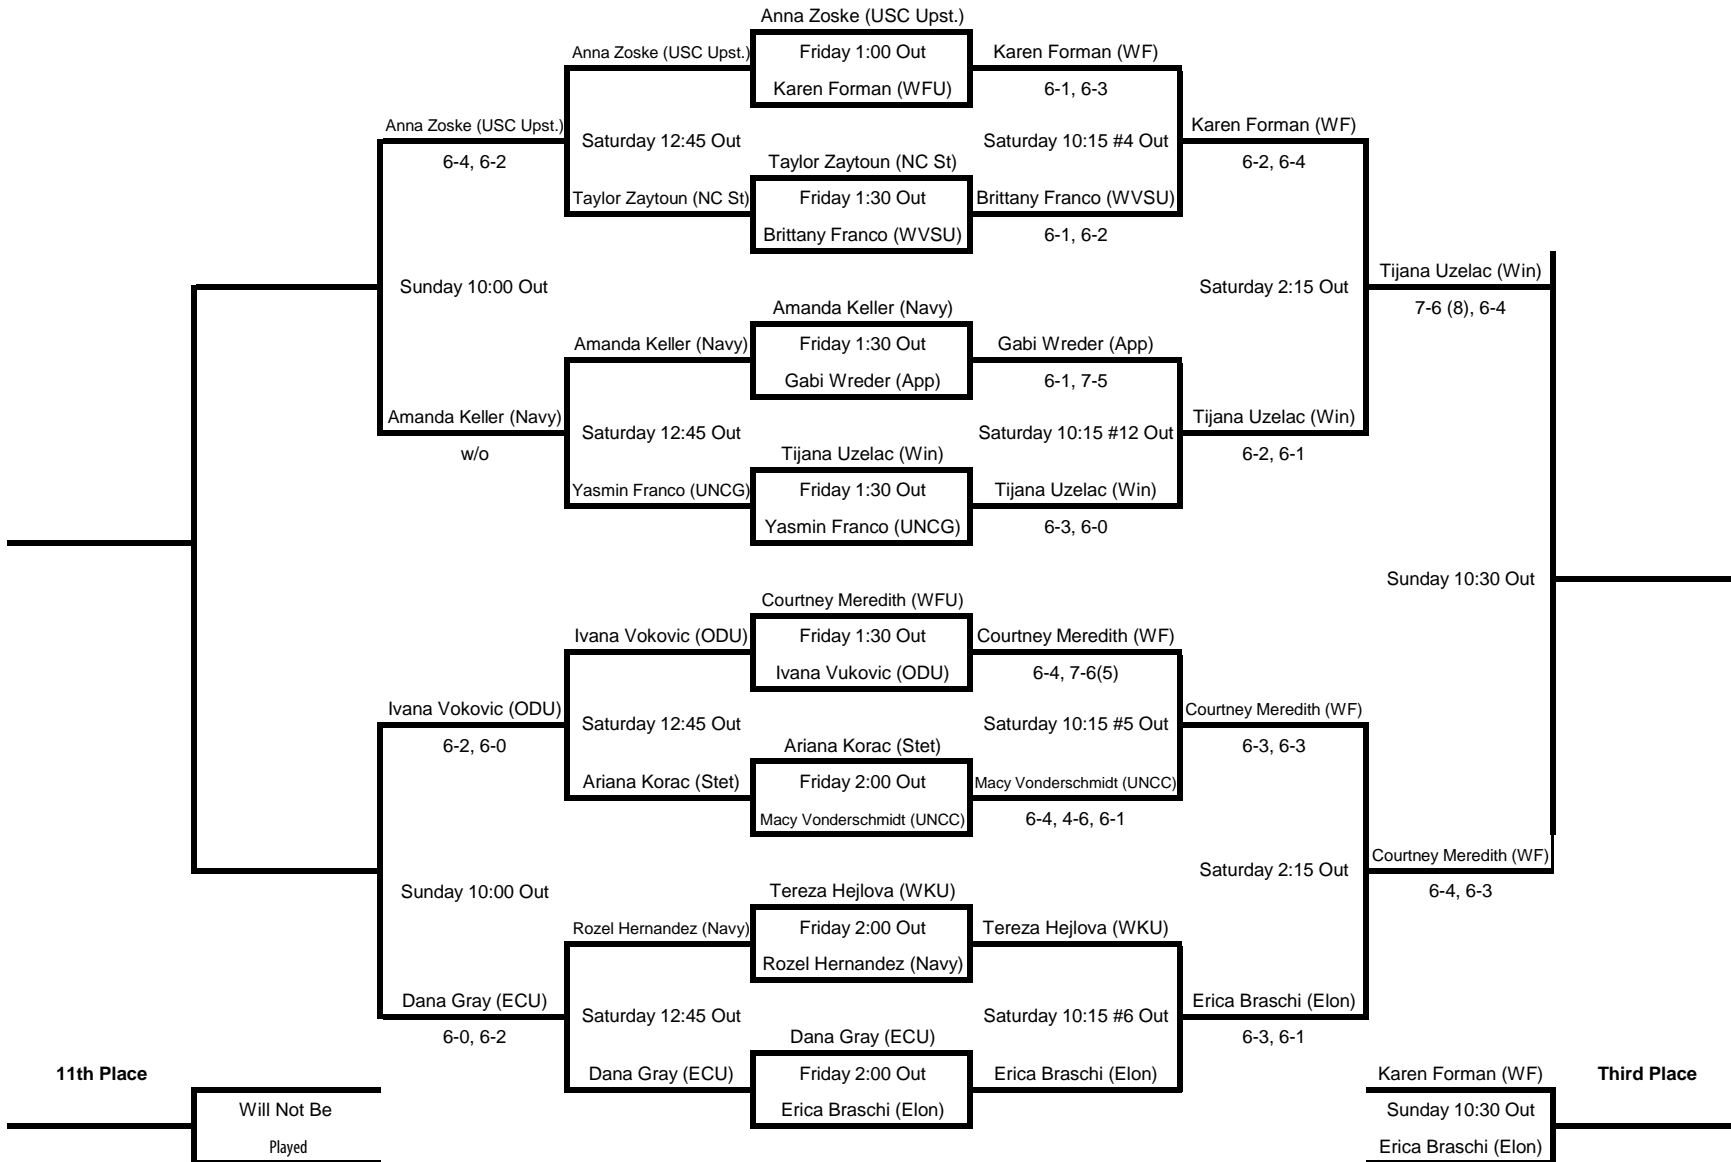 Anna Zoske (USC Upst.)
Anna Zoske (USC Upst.)
Friday 1:00 Out
Karen Forman (WF)
Karen Forman (WFU)
6-1, 6-3
Anna Zoske (USC Upst.)
Saturday 12:45 Out
Saturday 10:15 #4 Out
Karen Forman (WF)
6-4, 6-2
Taylor Zaytoun (NC St)
6-2, 6-4
Taylor Zaytoun (NC St)
Friday 1:30 Out
Brittany Franco (WVSU)
Brittany Franco (WVSU)
6-1, 6-2
Sunday 10:00 Out
Saturday 2:15 Out
Tijana Uzelac (Win)
Amanda Keller (Navy)
7-6 (8), 6-4
Amanda Keller (Navy)
Friday 1:30 Out
Gabi Wreder (App)
Gabi Wreder (App)
6-1, 7-5
Amanda Keller (Navy)
Saturday 12:45 Out
Saturday 10:15 #12 Out
Tijana Uzelac (Win)
w/o
Tijana Uzelac (Win)
6-2, 6-1
Yasmin Franco (UNCG)
Friday 1:30 Out
Tijana Uzelac (Win)
Yasmin Franco (UNCG)
6-3, 6-0
Sunday 10:30 Out
Courtney Meredith (WFU)
Ivana Vokovic (ODU)
Friday 1:30 Out
Courtney Meredith (WF)
Ivana Vukovic (ODU)
6-4, 7-6(5)
Ivana Vokovic (ODU)
Saturday 12:45 Out
Saturday 10:15 #5 Out
Courtney Meredith (WF)
6-2, 6-0
Ariana Korac (Stet)
6-3, 6-3
Ariana Korac (Stet)
Friday 2:00 Out
Macy Vonderschmidt (UNCC)
Macy Vonderschmidt (UNCC)
6-4, 4-6, 6-1
Sunday 10:00 Out
Saturday 2:15 Out
Courtney Meredith (WF)
Tereza Hejlova (WKU)
6-4, 6-3
Rozel Hernandez (Navy)
Friday 2:00 Out
Tereza Hejlova (WKU)
Rozel Hernandez (Navy)
Dana Gray (ECU)
Saturday 12:45 Out
Saturday 10:15 #6 Out
Erica Braschi (Elon)
6-0, 6-2
Dana Gray (ECU)
6-3, 6-1
11th Place
Dana Gray (ECU)
Friday 2:00 Out
Erica Braschi (Elon)
Karen Forman (WF)
Third Place
Will Not Be
Erica Braschi (Elon)
Sunday 10:30 Out
Played
Erica Braschi (Elon)